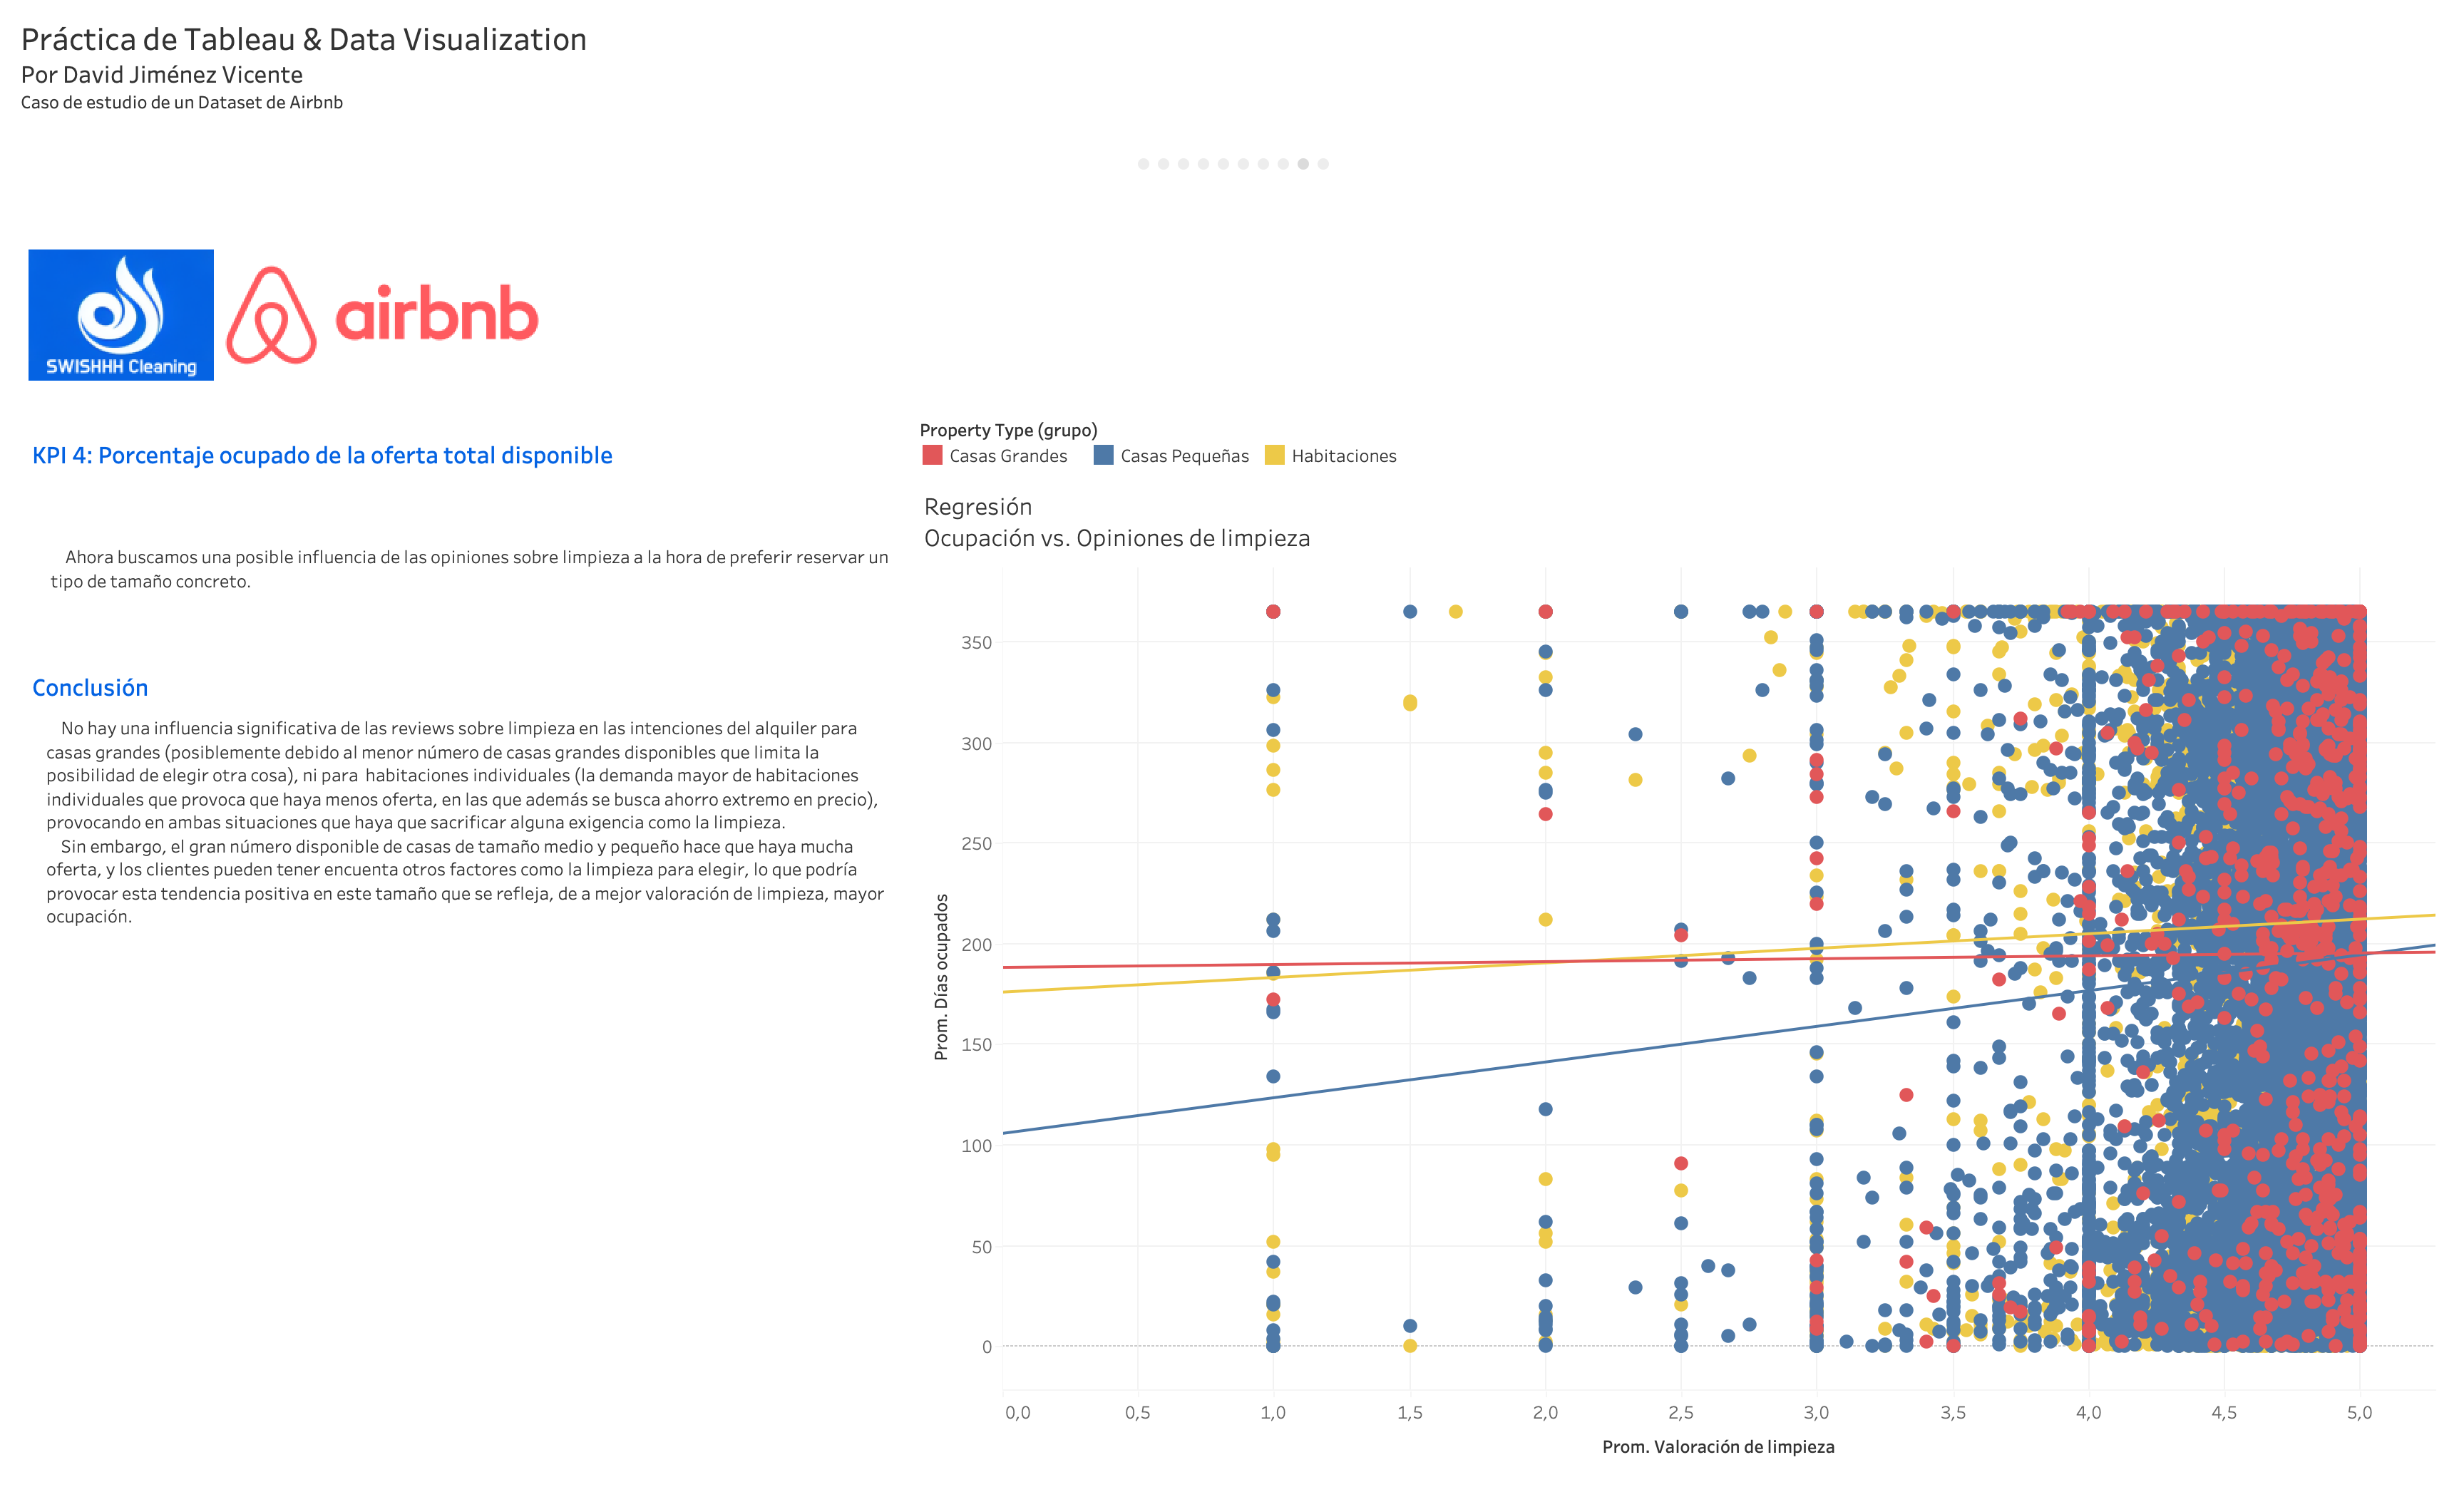 Práctica de Tableau & Data Visualization
Por David Jiménez Vicente
Caso de estudio de un Dataset de Airbnb
SWISHHH Cleaning
airbnb
KPI 4: Porcentaje ocupado de la oferta total disponible
Ahora buscamos una posible influencia de las opiniones sobre limpieza a la hora de preferir reservar un
tipo de tamaño concreto.
Conclusión
No hay una influencia significativa de las reviews sobre limpieza en las intenciones del alquiler para
casas grandes (posiblemente debido al menor número de casas grandes disponibles que limita la
posibilidad de elegir otra cosa), ni para habitaciones individuales (la demanda mayor de habitaciones
individuales que provoca que haya menos oferta, en las que además se busca ahorro extremo en precio),
provocando en ambas situaciones que haya que sacrificar alguna exigencia como la limpieza.
Sin embargo, el gran número disponible de casas de tamaño medio y pequeño hace que haya mucha
oferta, y los clientes pueden tener encuenta otros factores como la limpieza para elegir, lo que podría
provocar esta tendencia positiva en este tamaño que se refleja, de a mejor valoración de limpieza, mayor
ocupación.
Property Type (grupo)
Casas Grandes
Casas Pequeñas
Habitaciones
Regresión
Ocupación vs. Opiniones de limpieza
Prom. Días ocupados
350
300
250
200
150
100
50
0
0,0
0,5
1,0
1,5
2,0
2,5
3,0
3,5
4,0
4,5
5,0
Prom. Valoración de limpieza